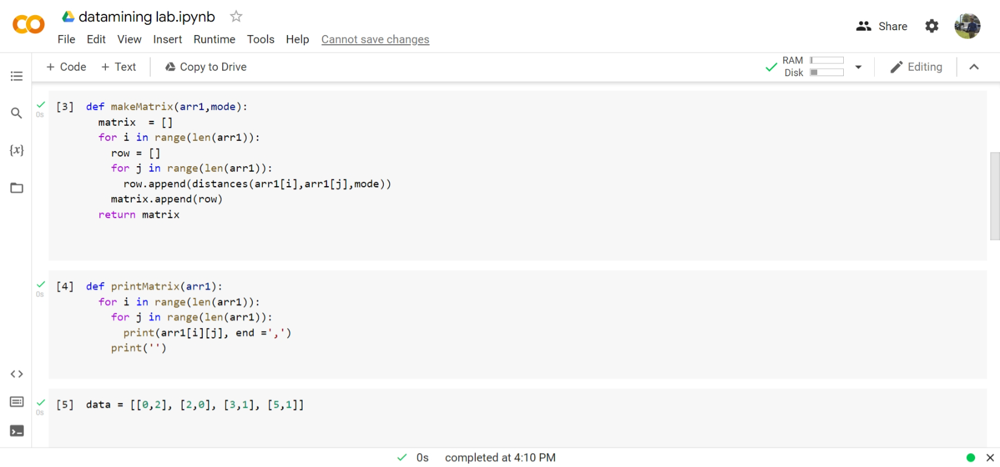 datamining lab.ipynb
File Edit View Insert Runtime Tools Help Cannot save changes
Share
+ Code + Text Copy to Drive
RAM
Disk
Editing
{x}
0s
[3] def makeMatrix(arr1,mode):
  matrix  = []
  for i in range(len(arr1)):
    row = []
    for j in range(len(arr1)):
      row.append(distances(arr1[i],arr1[j],mode))
    matrix.append(row)
  return matrix
0s
[4] def printMatrix(arr1):
  for i in range(len(arr1)):
    for j in range(len(arr1)):
      print(arr1[i][j], end =',')
    print('')
0s
[5] data = [[0,2], [2,0], [3,1], [5,1]]
0s completed at 4:10 PM